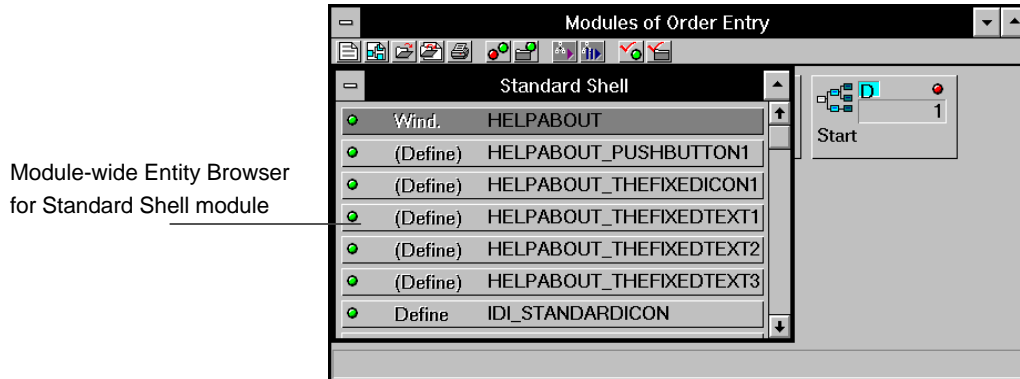 Modules of Order Entry
Standard Shell
Wind. HELPABOUT
(Define) HELPABOUT_PUSHBUTTON1
(Define) HELPABOUT_THEFIXEDICON1
(Define) HELPABOUT_THEFIXEDTEXT1
(Define) HELPABOUT_THEFIXEDTEXT2
(Define) HELPABOUT_THEFIXEDTEXT3
Define IDI_STANDARDICON
D
1
Start
Module-wide Entity Browser
for Standard Shell module